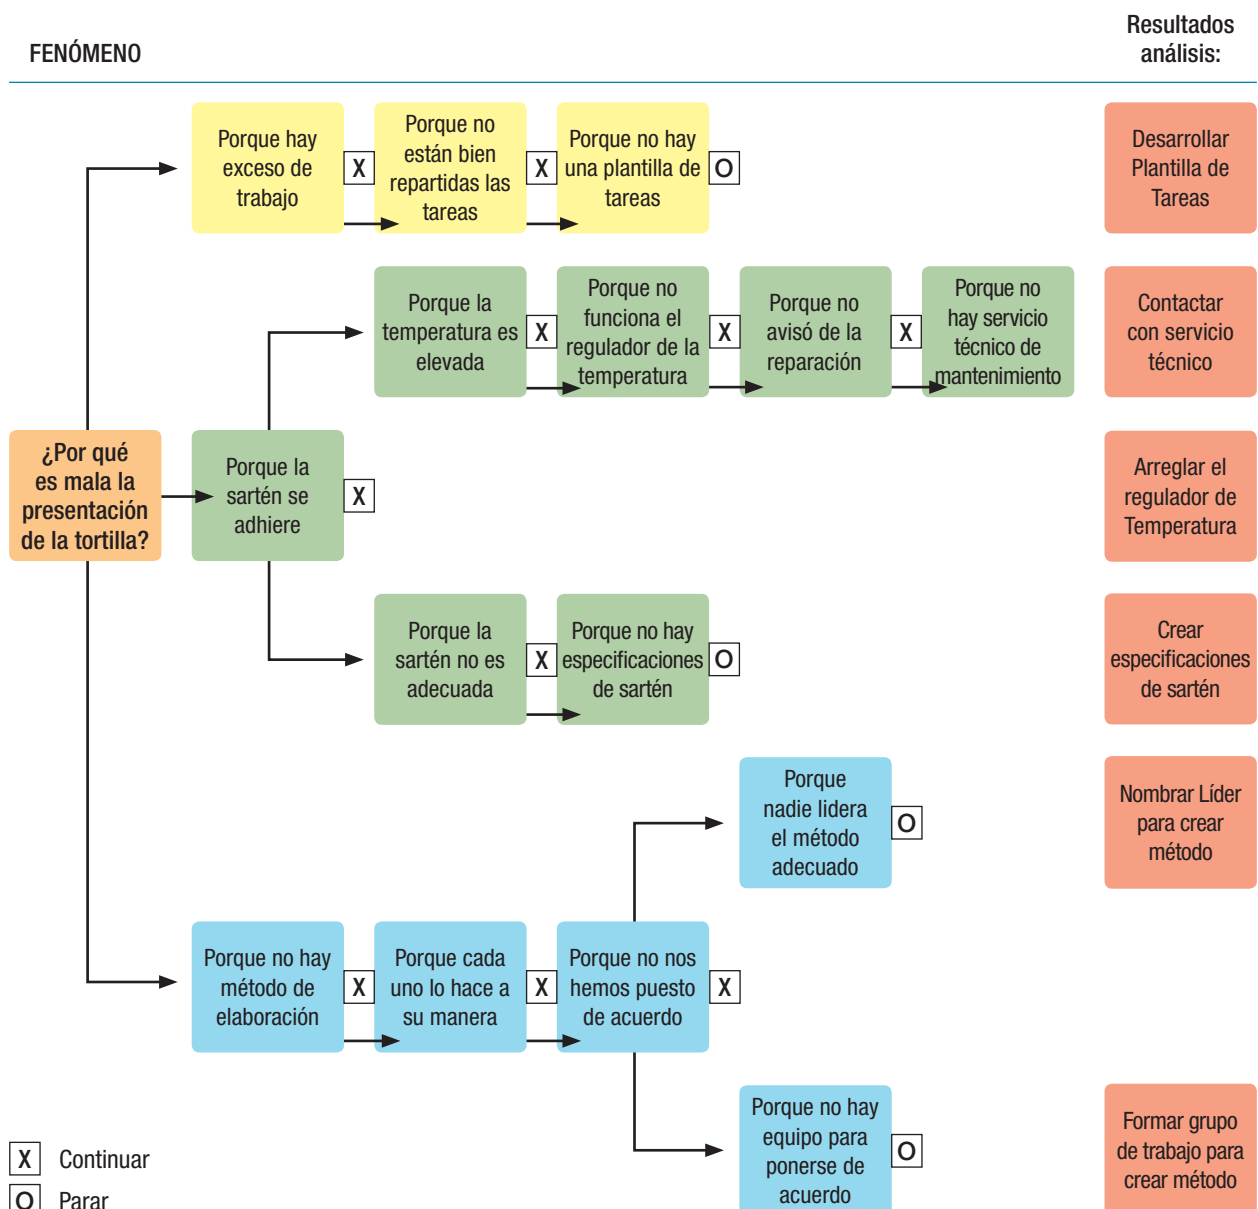 FENÓMENO
Resultados
análisis:
Porque hay
exceso de
trabajo
X
Porque no
están bien
repartidas las
tareas
X
Porque no hay
una plantilla de
tareas
O
Desarrollar
Plantilla de
Tareas
Porque la
temperatura es
elevada
X
Porque no
funciona el
regulador de la
temperatura
X
Porque no
avisó de la
reparación
X
Porque no
hay servicio
técnico de
mantenimiento
Contactar
con servicio
técnico
¿Por qué
es mala la
presentación
de la tortilla?
Porque la
sartén se
adhiere
X
Arreglar el
regulador de
Temperatura
Porque la
sartén no es
adecuada
X
Porque no hay
especificaciones
de sartén
O
Crear
especificaciones
de sartén
Porque
nadie lidera
el método
adecuado
O
Nombrar Líder
para crear
método
Porque no hay
método de
elaboración
X
Porque cada
uno lo hace a
su manera
X
Porque no nos
hemos puesto
de acuerdo
X
Porque no hay
equipo para
ponerse de
acuerdo
O
Formar grupo
de trabajo para
crear método
X Continuar
O Parar